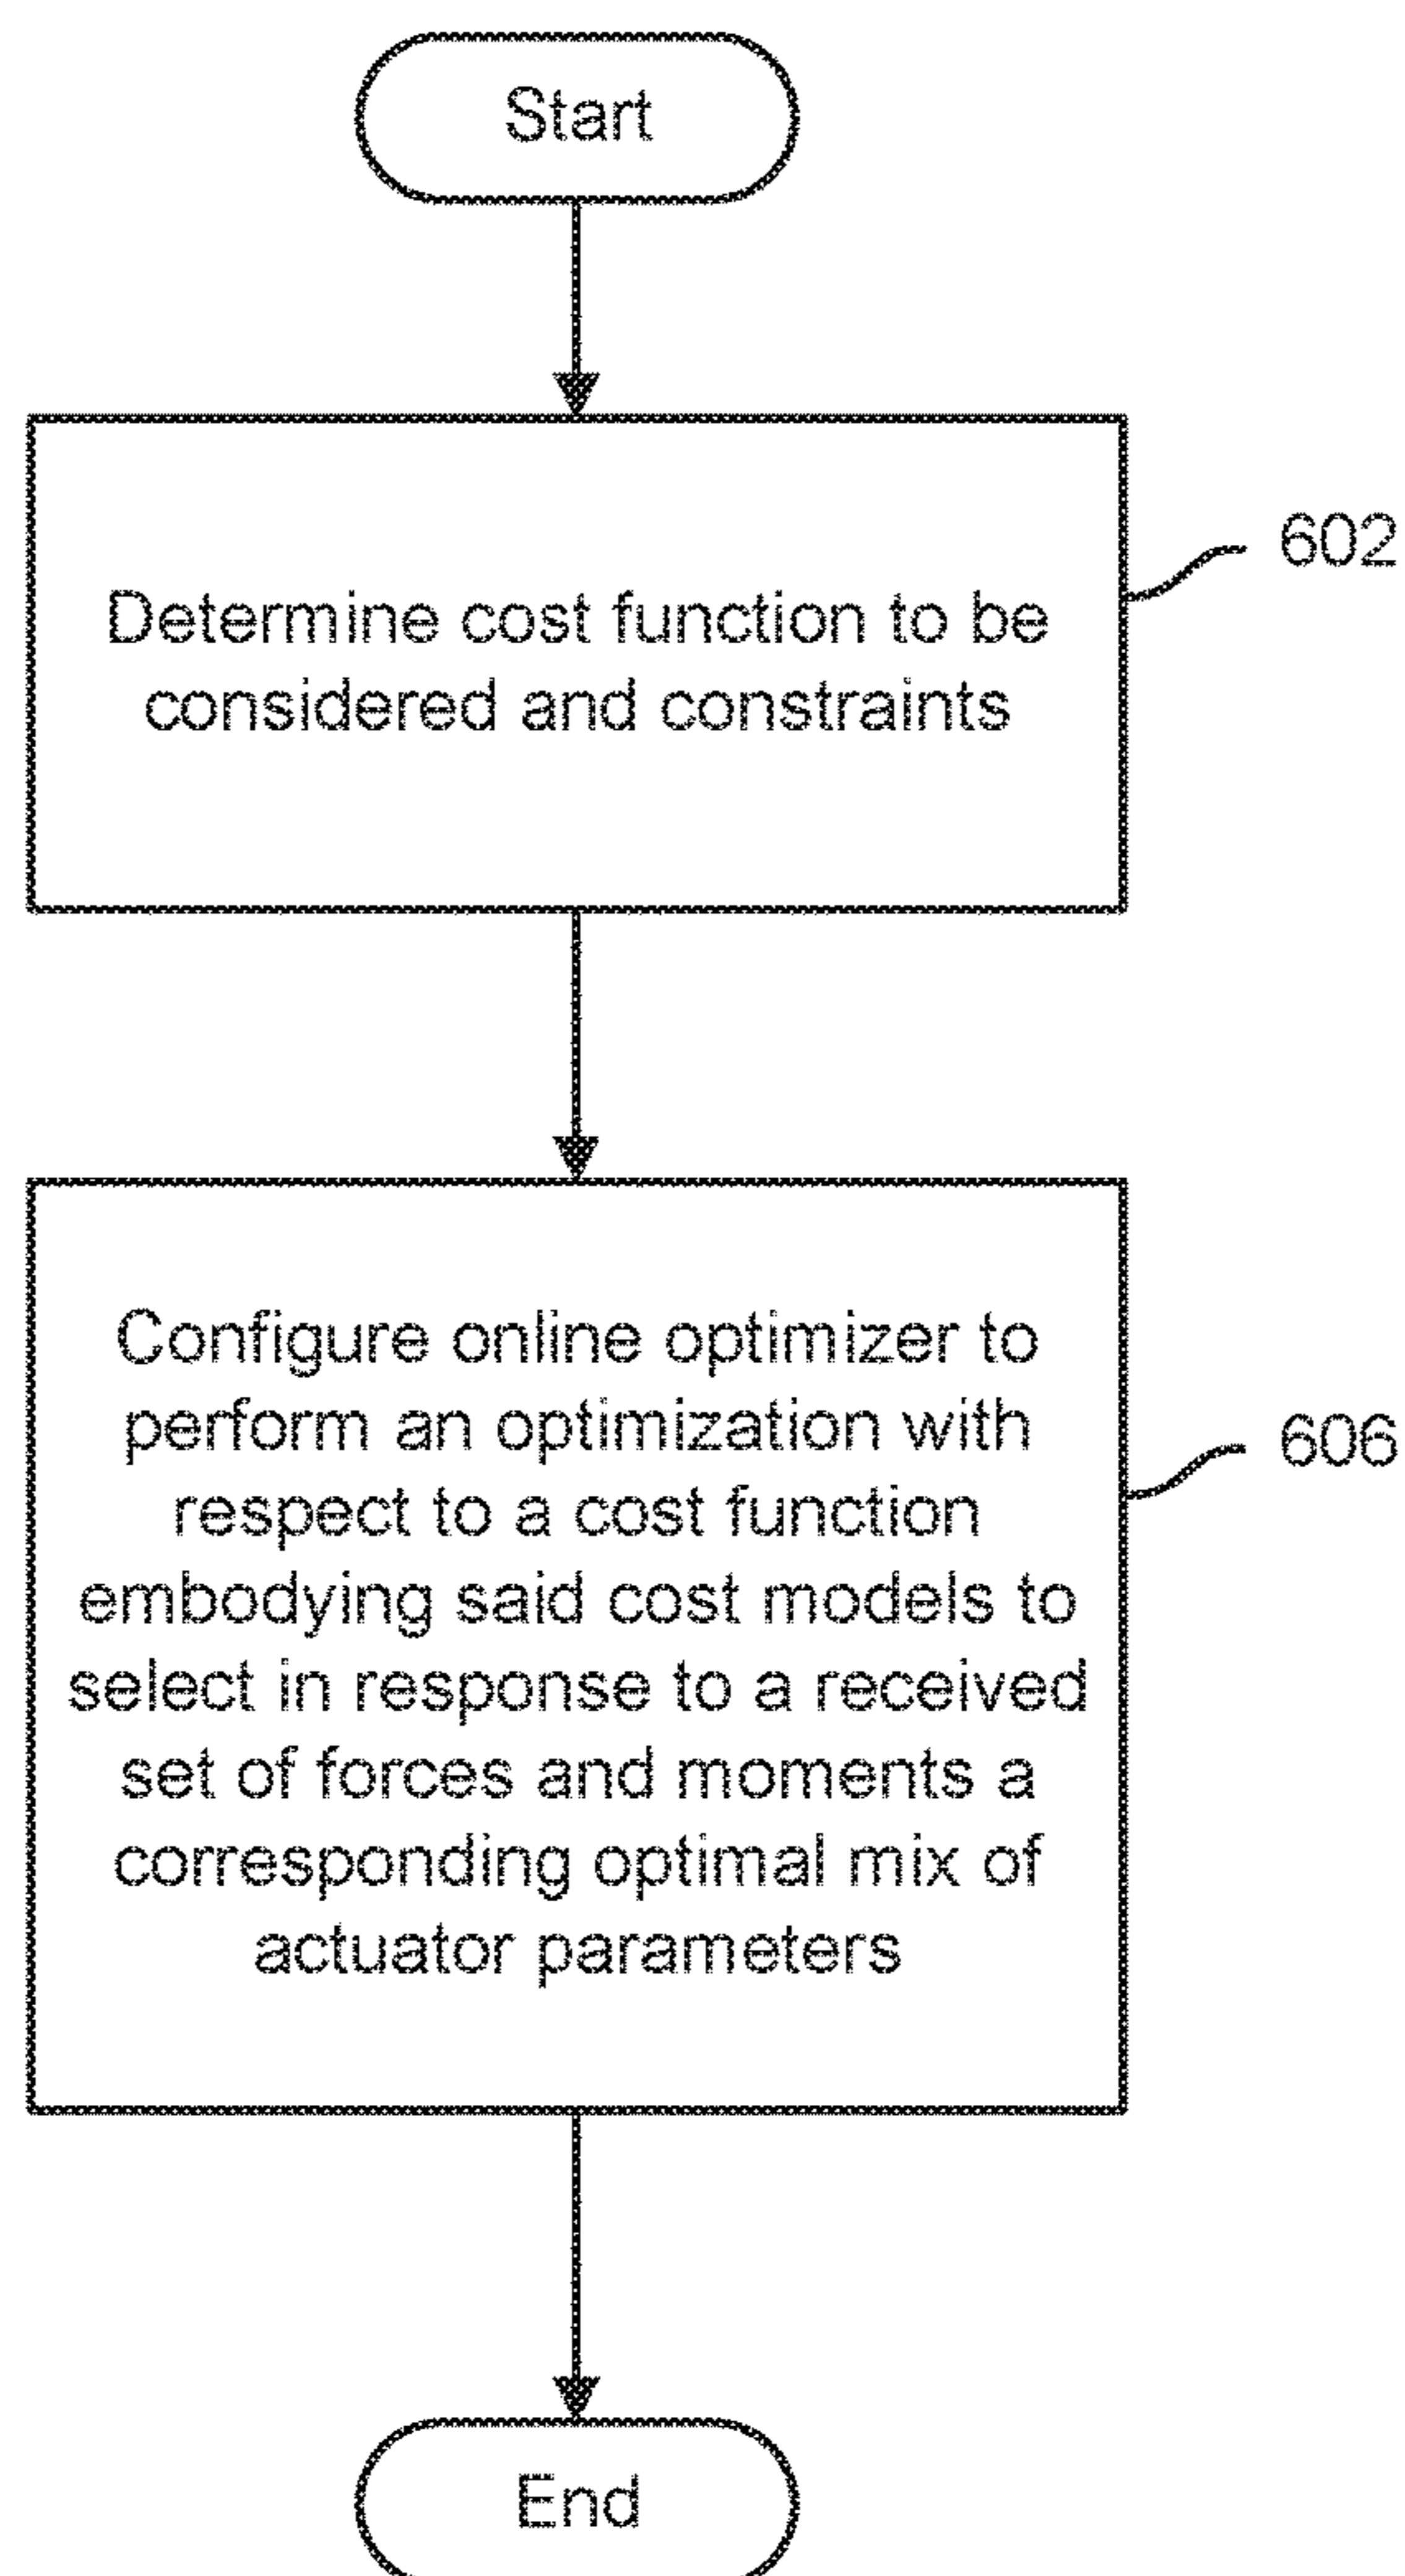 Start
Determine cost function to be
considered and constraints
602
Configure online optimizer to
perform an optimization with
respect to a cost function
embodying said cost models to
select in response to a received
set of forces and moments a
corresponding optimal mix of
actuator parameters
606
End